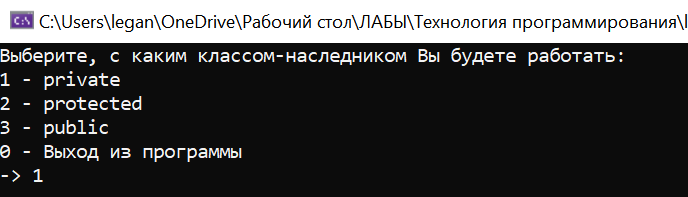 C:\Users\legan\OneDrive\Рабочий стол\ЛАБЫ\Технология программирования\l
Выберите, с каким классом-наследником Вы будете работать:
1 - private
2 - protected
3 - public
0 - Выход из программы
-> 1